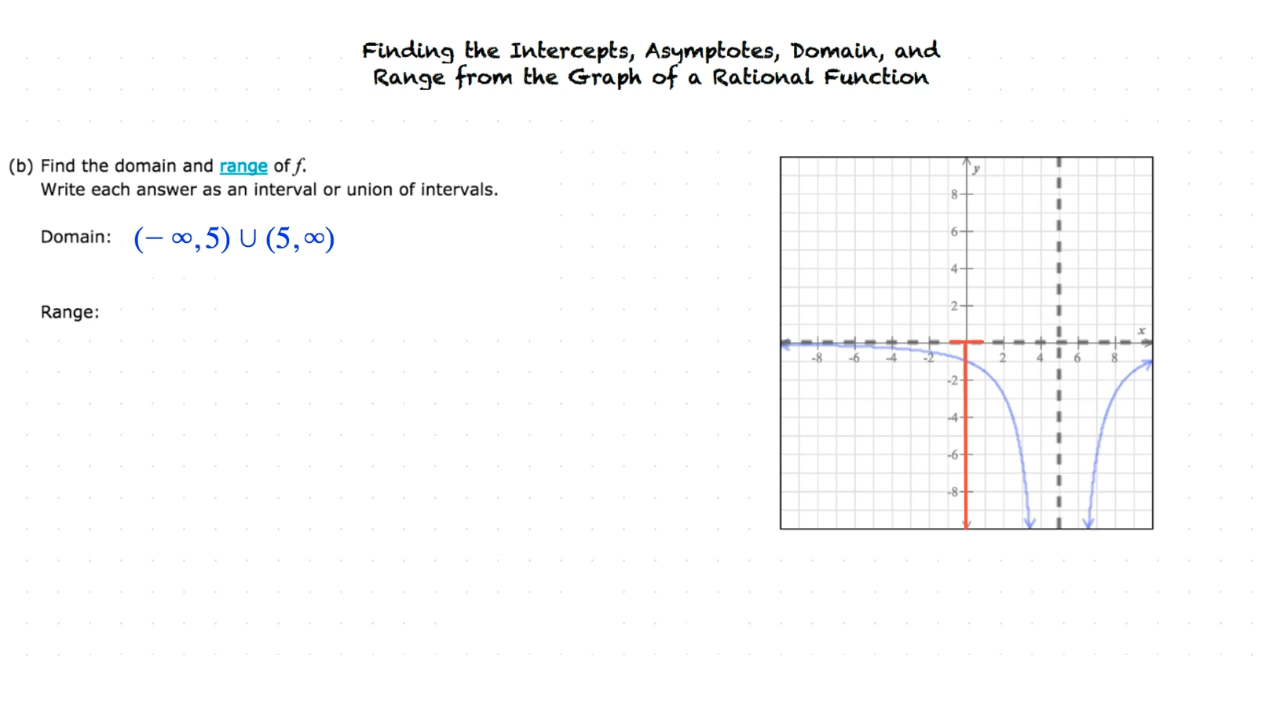 Finding the Intercepts, Asymptotes, Domain, and
Range from the Graph of a Rational Function
(b) Find the domain and range of f.
Write each answer as an interval or union of intervals.
Domain: (− ∞, 5) ∪ (5, ∞)
Range:
y
8
6
4
2
x
-8 -6 -4 -2 2 4 6 8
-2
-4
-6
-8